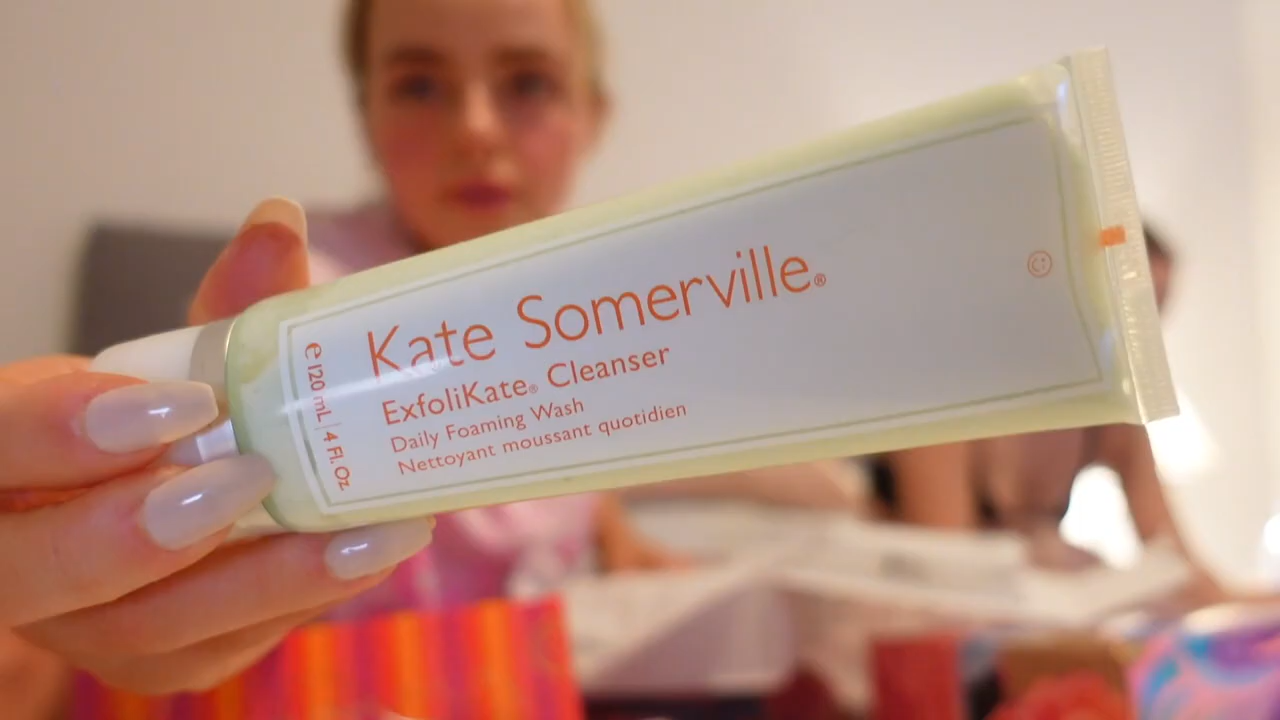 Kate Somerville®
ExfoliKate® Cleanser
Daily Foaming Wash
Nettoyant moussant quotidien
e 120 mL | 4 Fl. Oz